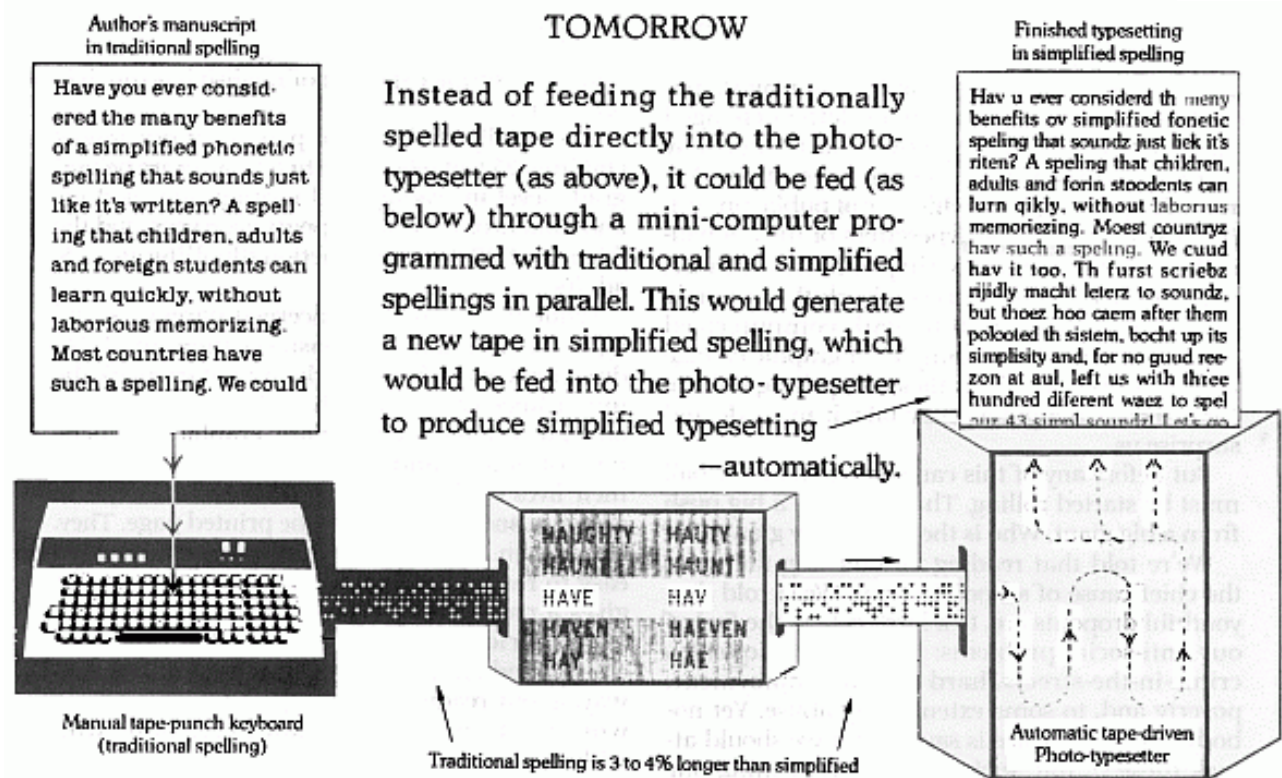 Author's manuscript
in traditional spelling
Have you ever consid-
ered the many benefits
of a simplified phonetic
spelling that sounds just
like it's written? A spell-
ing that children, adults
and foreign students can
learn quickly, without
laborious memorizing.
Most countries have
such a spelling. We could
TOMORROW
Instead of feeding the traditionally
spelled tape directly into the photo-
typesetter (as above), it could be fed (as
below) through a mini-computer pro-
grammed with traditional and simplified
spellings in parallel. This would generate
a new tape in simplified spelling, which
would be fed into the photo-typesetter
to produce simplified typesetting
—automatically.
Finished typesetting
in simplified spelling
Hav u ever considerd th meny
benefits ov simplified fonetic
speling that soundz just liek it's
riten? A speling that children,
adults and forin stoodents can
lurn qikly, without laborrus
memoriezing. Moest countryz
hav such a speling. We cuud
hav it too. Th furst scriebz
rijidly macht leterz to soundz,
but thoez hoo caem after them
polooted th sistem, bocht up its
simplisity and, for no guud ree-
zon at aul, left us with three
hundred diferent waez to spel
our 43 simpl soundz! Let's go
HAUGHTY HAUTY
HAUNT HAUNT
HAVE HAV
HAVEN HAEVEN
HAY HAE
Manual tape-punch keyboard
(traditional spelling)
Traditional spelling is 3 to 4% longer than simplified
Automatic tape-driven
Photo-typesetter